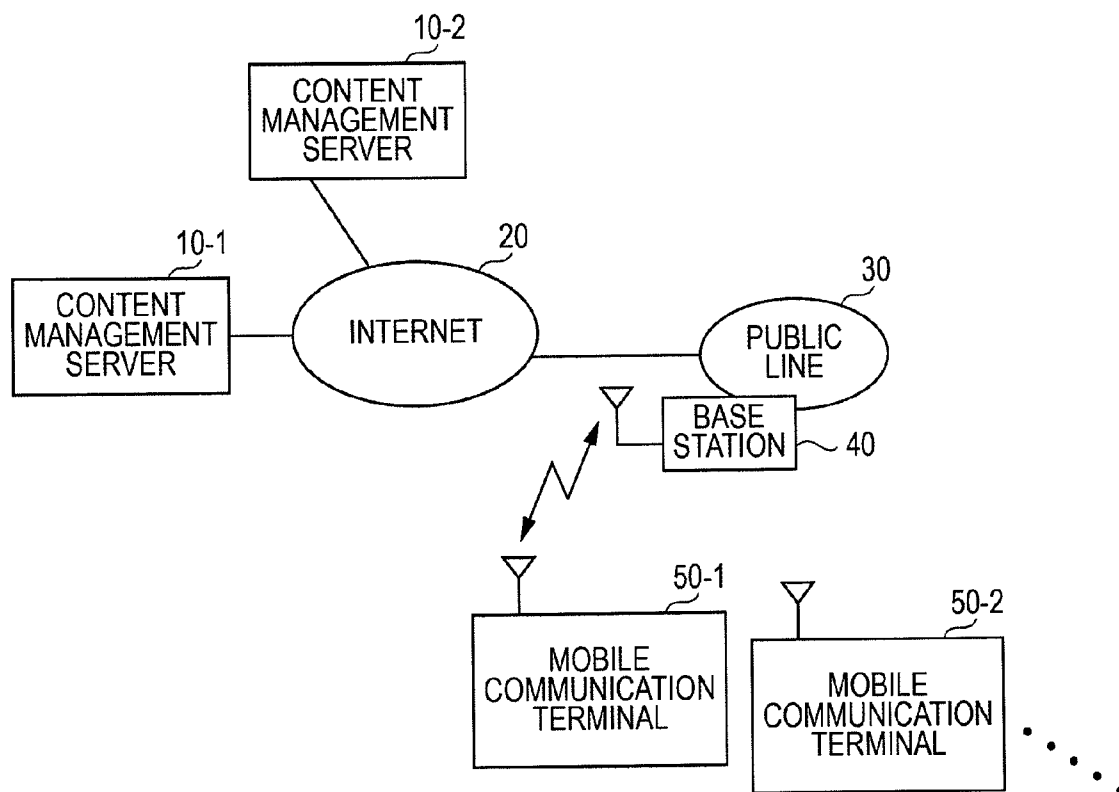 10-2
CONTENT
MANAGEMENT
SERVER
10-1
CONTENT
MANAGEMENT
SERVER
20
INTERNET
30
PUBLIC
LINE
BASE
STATION
40
50-1
MOBILE
COMMUNICATION
TERMINAL
50-2
MOBILE
COMMUNICATION
TERMINAL